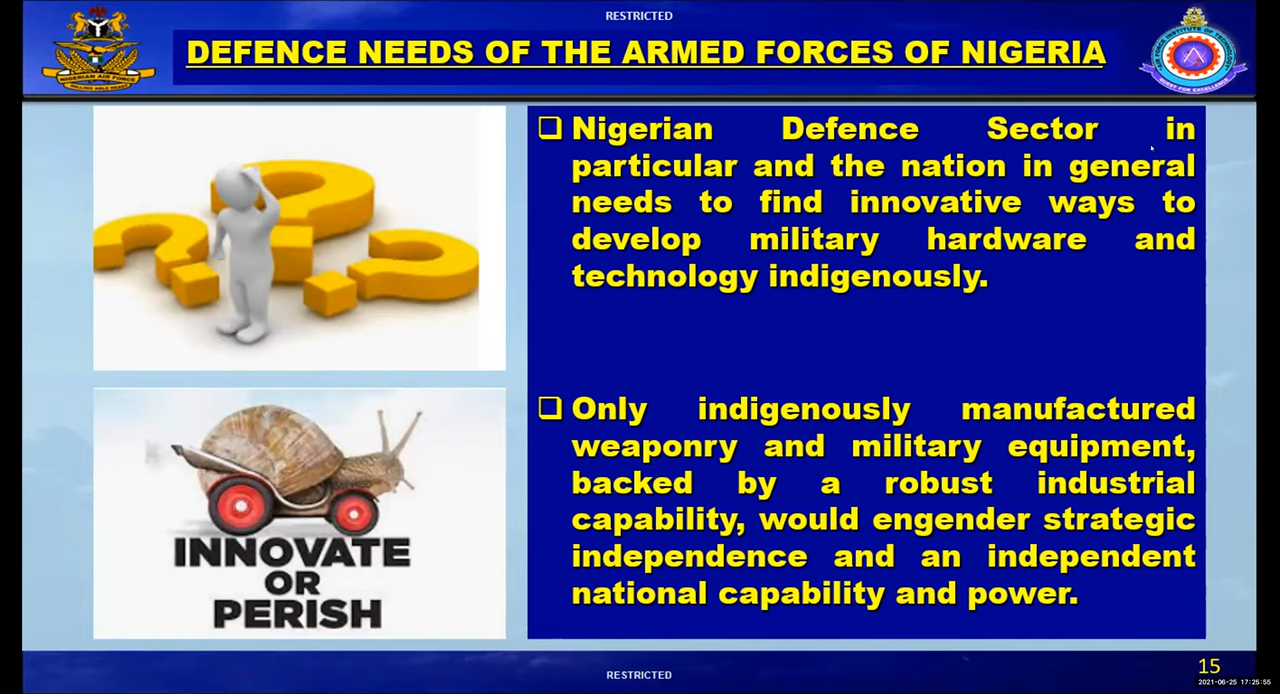 RESTRICTED
DEFENCE NEEDS OF THE ARMED FORCES OF NIGERIA
NIGERIAN AIR FORCE
Nigerian Defence Sector in
particular and the nation in general
needs to find innovative ways to
develop military hardware and
technology indigenously.
Only indigenously manufactured
weaponry and military equipment,
backed by a robust industrial
capability, would engender strategic
independence and an independent
national capability and power.
INNOVATE
OR
PERISH
RESTRICTED
15
2021-06-25 17:25:55